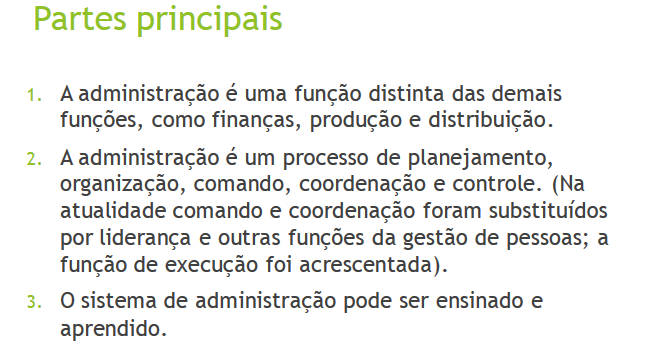 Partes principais
1. A administração é uma função distinta das demais
funções, como finanças, produção e distribuição.
2. A administração é um processo de planejamento,
organização, comando, coordenação e controle. (Na
atualidade comando e coordenação foram substituídos
por liderança e outras funções da gestão de pessoas; a
função de execução foi acrescentada).
3. O sistema de administração pode ser ensinado e
aprendido.